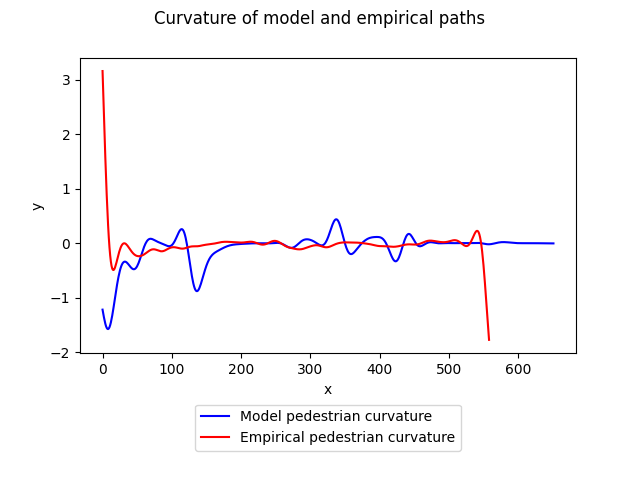 Curvature of model and empirical paths
3
2
1
0
−1
−2
y
0 100 200 300 400 500 600
x
Model pedestrian curvature
Empirical pedestrian curvature